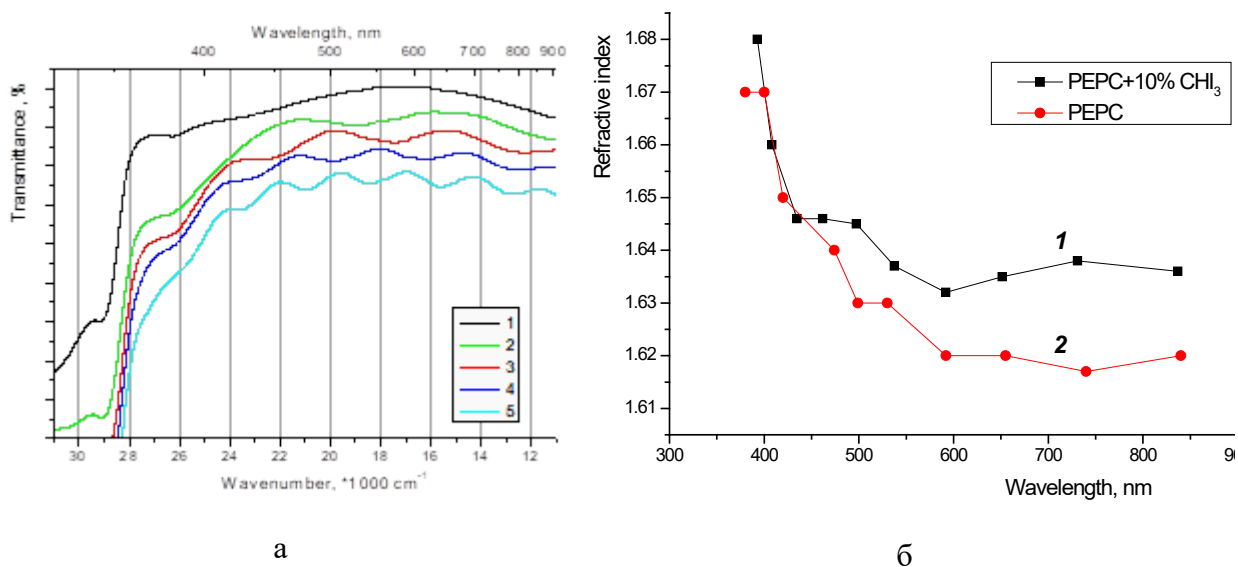 Wavelength, nm
400 500 600 700 800 900
Transmittance, %
1
2
3
4
5
30 28 26 24 22 20 18 16 14 12
Wavenumber, *1000 cm⁻¹
а
1.68
1.67
1.66
1.65
1.64
1.63
1.62
1.61
Refractive index
PEPC+10% CHI₃
PEPC
1
2
300 400 500 600 700 800 90
Wavelength, nm
б